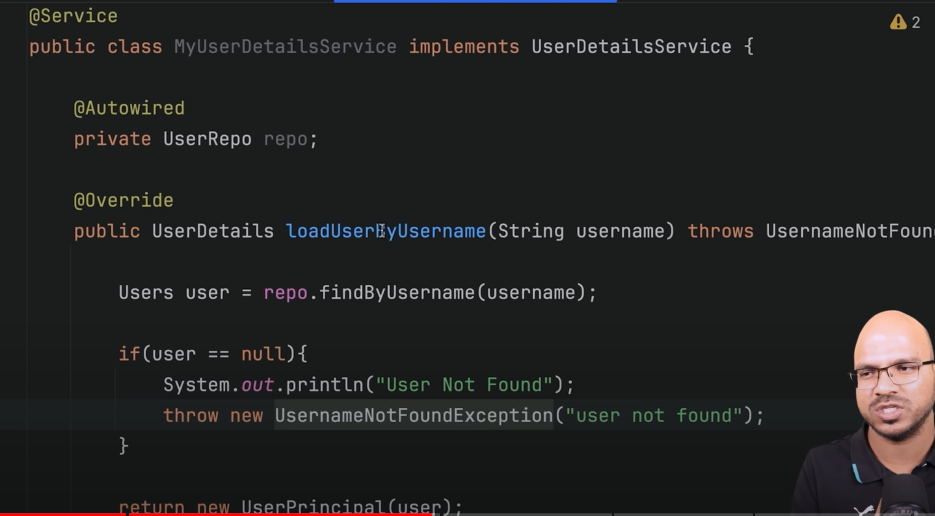 @Service
2
public class MyUserDetailsService implements UserDetailsService {
@Autowired
private UserRepo repo;
@Override
public UserDetails loadUserByUsername(String username) throws
Users user = repo.findByUsername(username);
if(user == null){
System.out.println("User Not Found");
throw new UsernameNotFoundException("user not found");
}
return new UserPrincipal(user);